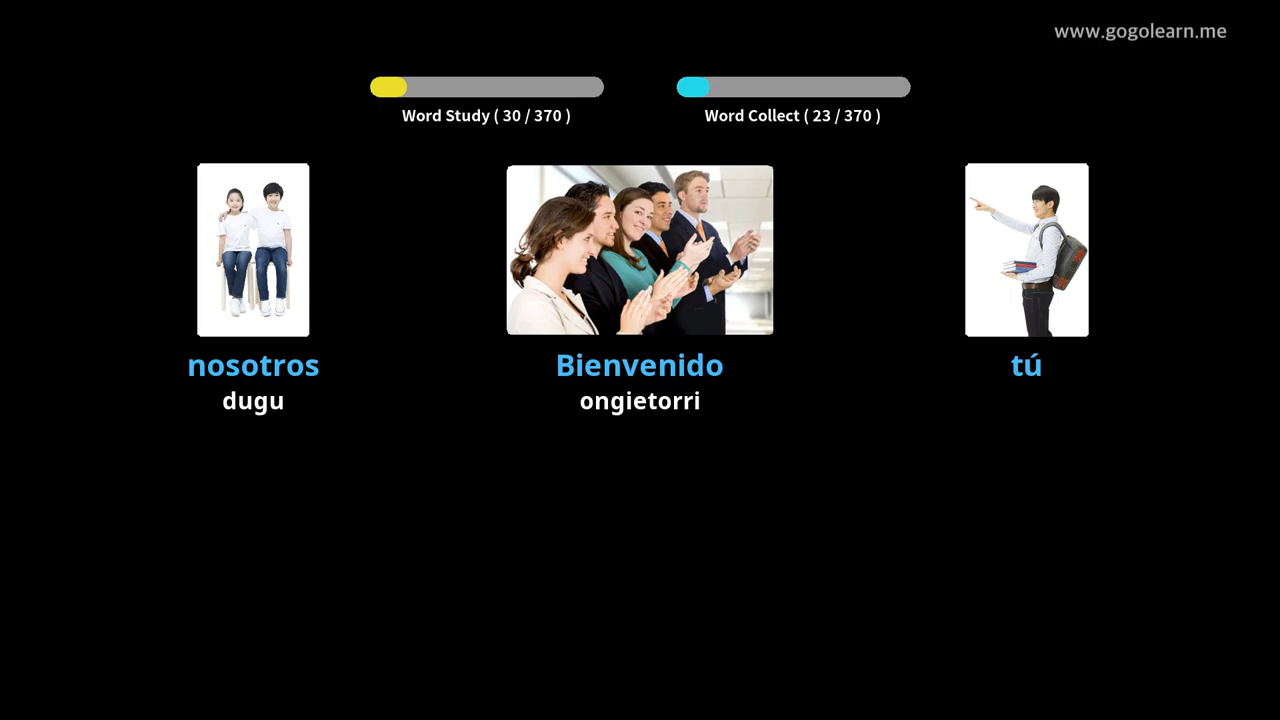 www.gogolearn.me
Word Study ( 30 / 370 )
Word Collect ( 23 / 370 )
nosotros
dugu
Bienvenido
ongietorri
tú